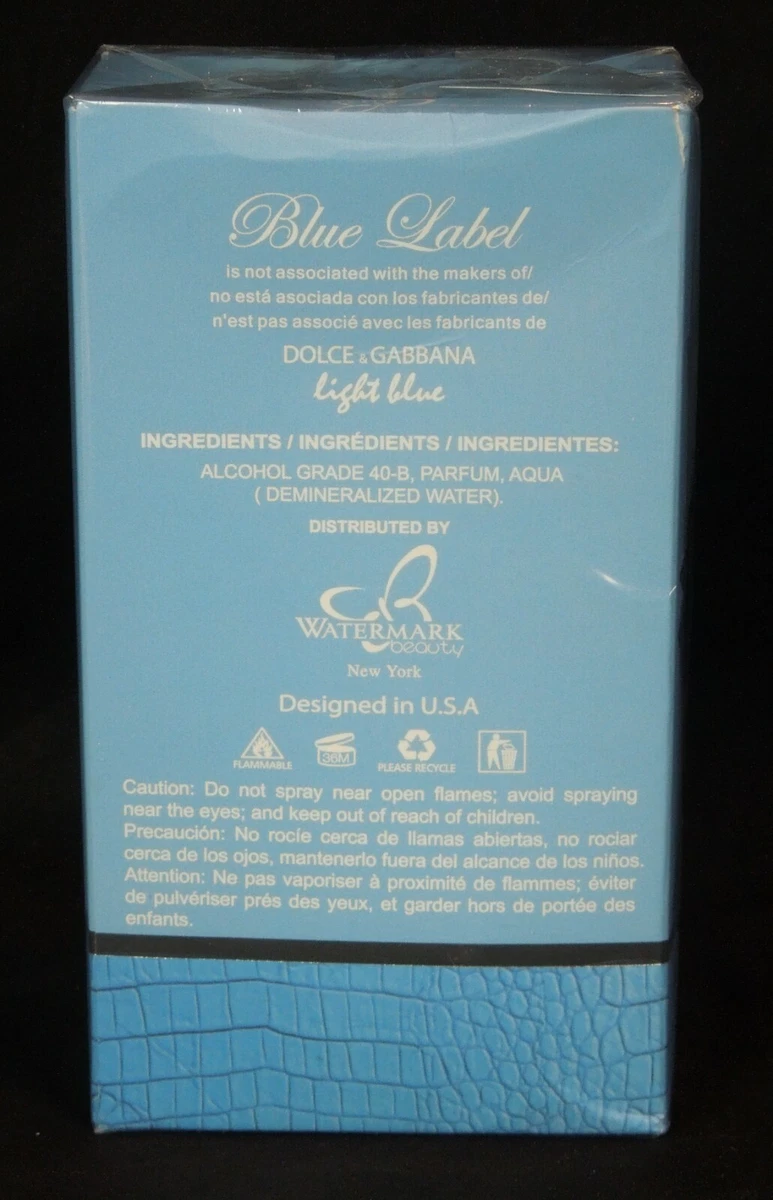 Blue Label
is not associated with the makers of/
no está asociada con los fabricantes de/
n'est pas associé avec les fabricants de
DOLCE & GABBANA
light blue
INGREDIENTS / INGRÉDIENTS / INGREDIENTES:
ALCOHOL GRADE 40-B, PARFUM, AQUA
( DEMINERALIZED WATER).
DISTRIBUTED BY
WATERMARK
beauty
New York
Designed in U.S.A
FLAMMABLE
36M
PLEASE RECYCLE
Caution: Do not spray near open flames; avoid spraying
near the eyes; and keep out of reach of children.
Precaución: No rocíe cerca de llamas abiertas, no rociar
cerca de los ojos, mantenerlo fuera del alcance de los niños.
Attention: Ne pas vaporiser à proximité de flammes; éviter
de pulvériser prés des yeux, et garder hors de portée des
enfants.